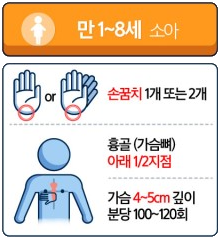 만 1~8세 소아
or
손꿈치 1개 또는 2개
흉골 (가슴뼈)
아래 1/2지점
가슴 4~5cm 깊이
분당 100~120회